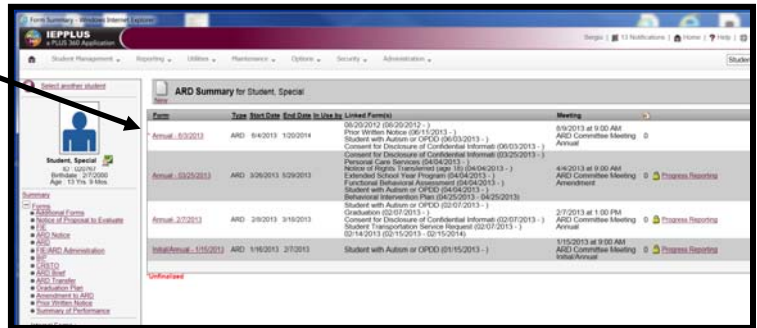 Form Summary - Windows Internet Explorer
IEPPLUS
a PLUS 360 Application
Sergio | 13 Notifications | Home | ? Help |
Student Management Reporting Utilities Maintenance Options Security Administration
Studen
Select another student
New
ARD Summary for Student, Special
Form Type Start Date End Date In Use by Linked Form(s) Meeting
* Annual - 6/3/2013 ARD 6/4/2013 1/20/2014
06/20/2012 (06/20/2012 - )
Prior Written Notice (06/11/2013 - )
Student with Autism or OPDD (06/03/2013 - )
Consent for Disclosure of Confidential Informati (06/03/2013 - )
8/9/2013 at 9:00 AM
ARD Committee Meeting 0
Annual
Annual - 03/25/2013 ARD 3/26/2013 5/29/2013
Consent for Disclosure of Confidential Informati (03/25/2013 - )
Personal Care Services (04/04/2013 - )
Notice of Rights Transferred (age 18) (04/04/2013 - )
Extended School Year Program (04/04/2013 - )
Functional Behavioral Assessment (04/04/2013 - )
Student with Autism or OPDD (04/04/2013 - )
Behavioral Intervention Plan (04/25/2013 - 04/25/2013)
4/4/2013 at 9:00 AM
ARD Committee Meeting 0 Progress Reporting
Amendment
Annual- 2/7/2013 ARD 2/8/2013 3/18/2013
Student with Autism or OPDD (02/07/2013 - )
Graduation (02/07/2013 - )
Consent for Disclosure of Confidential Informati (02/07/2013 - )
Student Transportation Service Request (02/07/2013 - )
02/14/2013 (02/15/2013 - 02/15/2014)
2/7/2013 at 1:00 PM
ARD Committee Meeting 0 Progress Reporting
Annual
Initial/Annual - 1/15/2013 ARD 1/16/2013 2/7/2013
Student with Autism or OPDD (01/15/2013 - )
1/15/2013 at 9:00 AM
ARD Committee Meeting 0 Progress Reporting
Initial/Annual
*Unfinalized
Student, Special
Birthdate : 2/7/2000
Age : 13 Yrs. 9 Mos.
Summary
Forms
Additional Forms
Notice of Proposal to Evaluate
FIE
ARD Notice
ARD
FIE/ARD Administration
BIP
CRSTO
ARD Brief
ARD Transfer
Graduation Plan
Amendment to ARD
Prior Written Notice
Summary of Performance